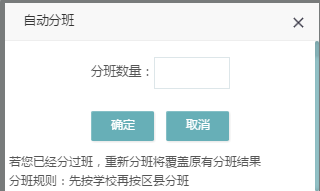 自动分班
分班数量：
确定 取消
若您已经分过班，重新分班将覆盖原有分班结果
分班规则：先按学校再按区县分班